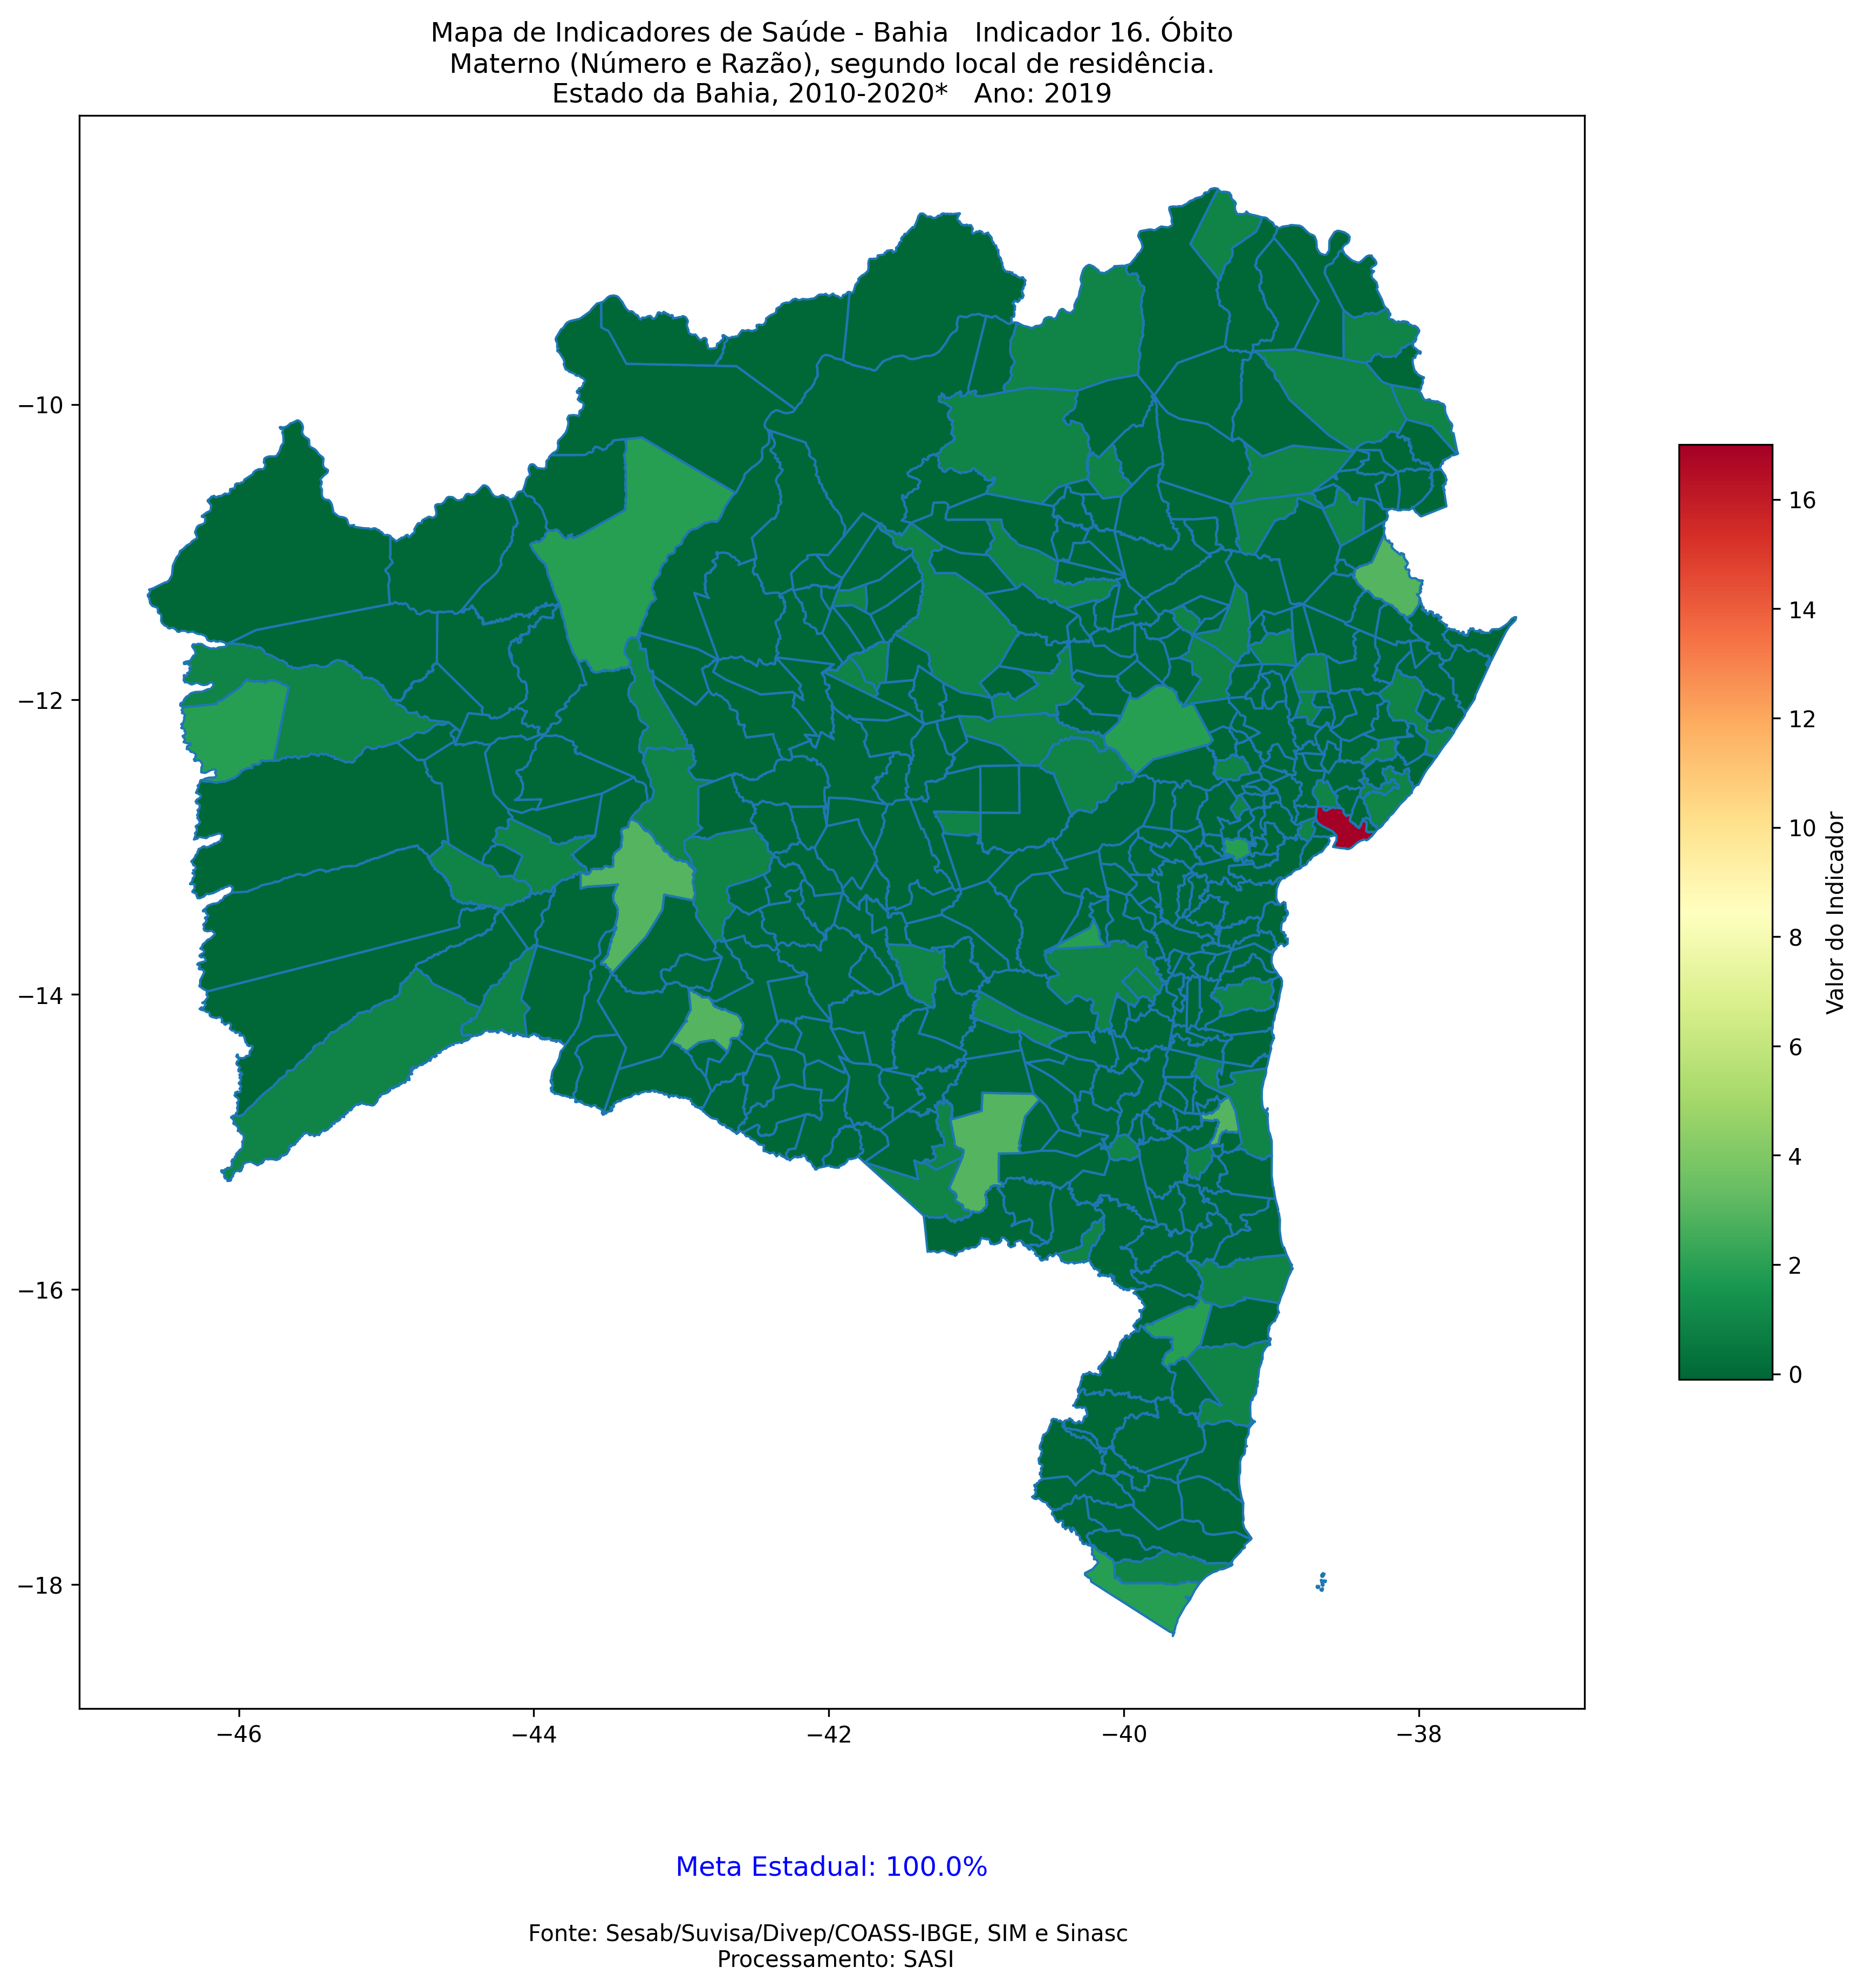 Mapa de Indicadores de Saúde - Bahia   Indicador 16. Óbito
Materno (Número e Razão), segundo local de residência.
Estado da Bahia, 2010-2020*   Ano: 2019
−10
−12
−14
−16
−18
−46
−44
−42
−40
−38
16
14
12
10
8
6
4
2
0
Valor do Indicador
Meta Estadual: 100.0%
Fonte: Sesab/Suvisa/Divep/COASS-IBGE, SIM e Sinasc
Processamento: SASI